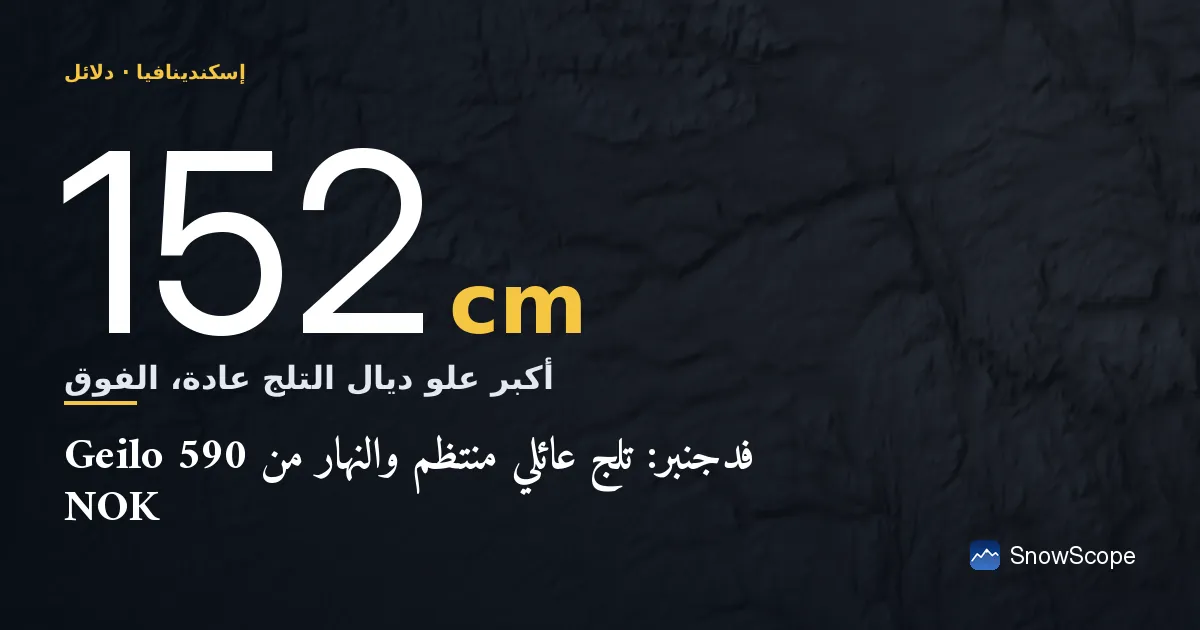 إسكندينافيا · دلائل
152 cm
أكبر علو ديال التلج عادة، الفوق
Geilo فدجنبر: تلج عائلي منتظم والنهار من 590
NOK
SnowScope